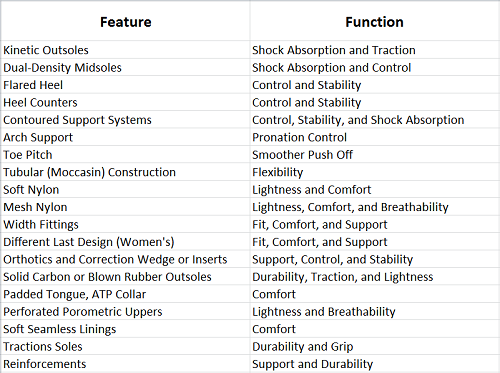 Feature Function
Kinetic Outsoles Shock Absorption and Traction
Dual-Density Midsoles Shock Absorption and Control
Flared Heel Control and Stability
Heel Counters Control and Stability
Contoured Support Systems Control, Stability, and Shock Absorption
Arch Support Pronation Control
Toe Pitch Smoother Push Off
Tubular (Moccasin) Construction Flexibility
Soft Nylon Lightness and Comfort
Mesh Nylon Lightness, Comfort, and Breathability
Width Fittings Fit, Comfort, and Support
Different Last Design (Women's) Fit, Comfort, and Support
Orthotics and Correction Wedge or Inserts Support, Control, and Stability
Solid Carbon or Blown Rubber Outsoles Durability, Traction, and Lightness
Padded Tongue, ATP Collar Comfort
Perforated Porometric Uppers Lightness and Breathability
Soft Seamless Linings Comfort
Tractions Soles Durability and Grip
Reinforcements Support and Durability